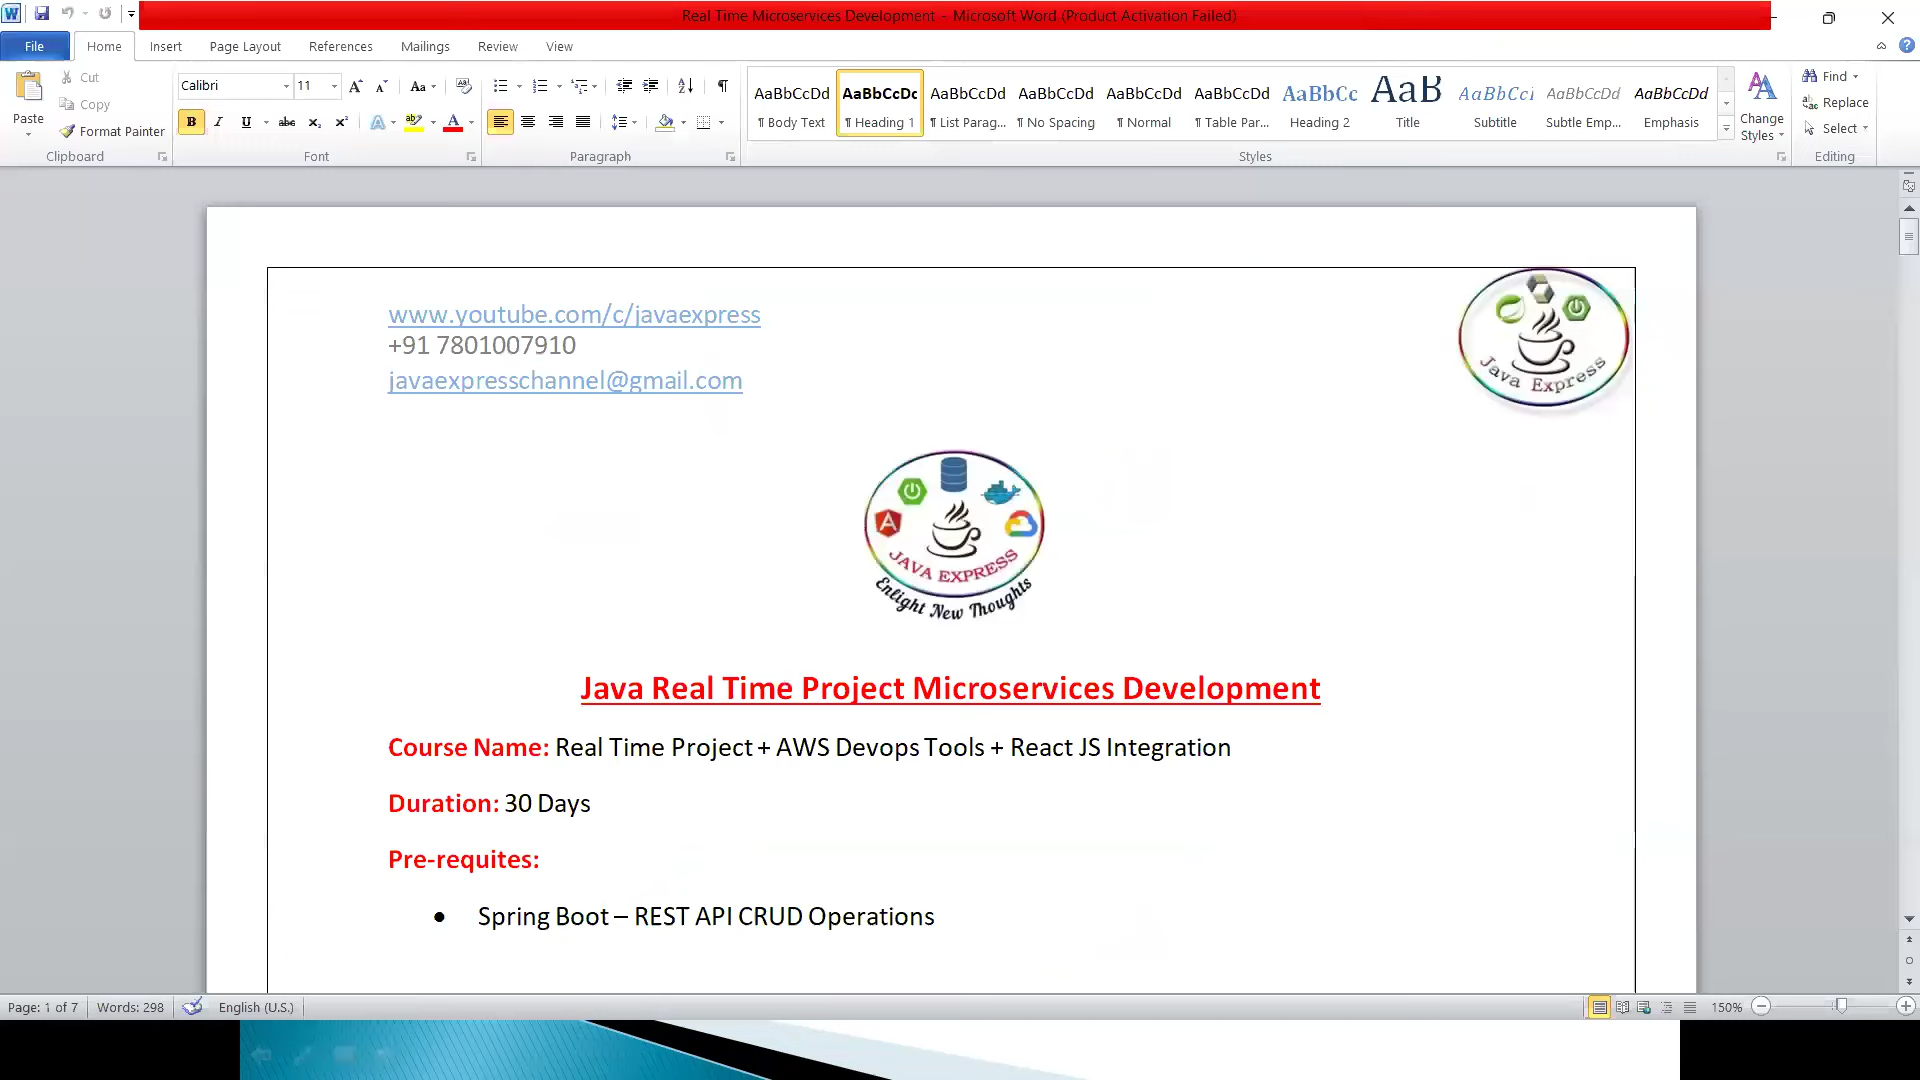 Real Time Microservices Development - Microsoft Word (Product Activation Failed)
File Home Insert Page Layout References Mailings Review View
Paste
Cut
Copy
Format Painter
Clipboard
Calibri 11
Font
Paragraph
AaBbCcDd AaBbCcDc AaBbCcDd AaBbCcDd AaBbCcDd AaBbCcDd AaBbCc AaB AaBbCcI AaBbCcDd AaBbCcDd
¶ Body Text ¶ Heading 1 ¶ List Parag... ¶ No Spacing ¶ Normal ¶ Table Par... Heading 2 Title Subtitle Subtle Emp... Emphasis
Styles
Change Styles
Find
Replace
Select
Editing
www.youtube.com/c/javaexpress
+91 7801007910
javaexpresschannel@gmail.com
Java Express
JAVA EXPRESS
Enlight New Thoughts
Java Real Time Project Microservices Development
Course Name: Real Time Project + AWS Devops Tools + React JS Integration
Duration: 30 Days
Pre-requites:
• Spring Boot – REST API CRUD Operations
Page: 1 of 7 Words: 298 English (U.S.) 150%